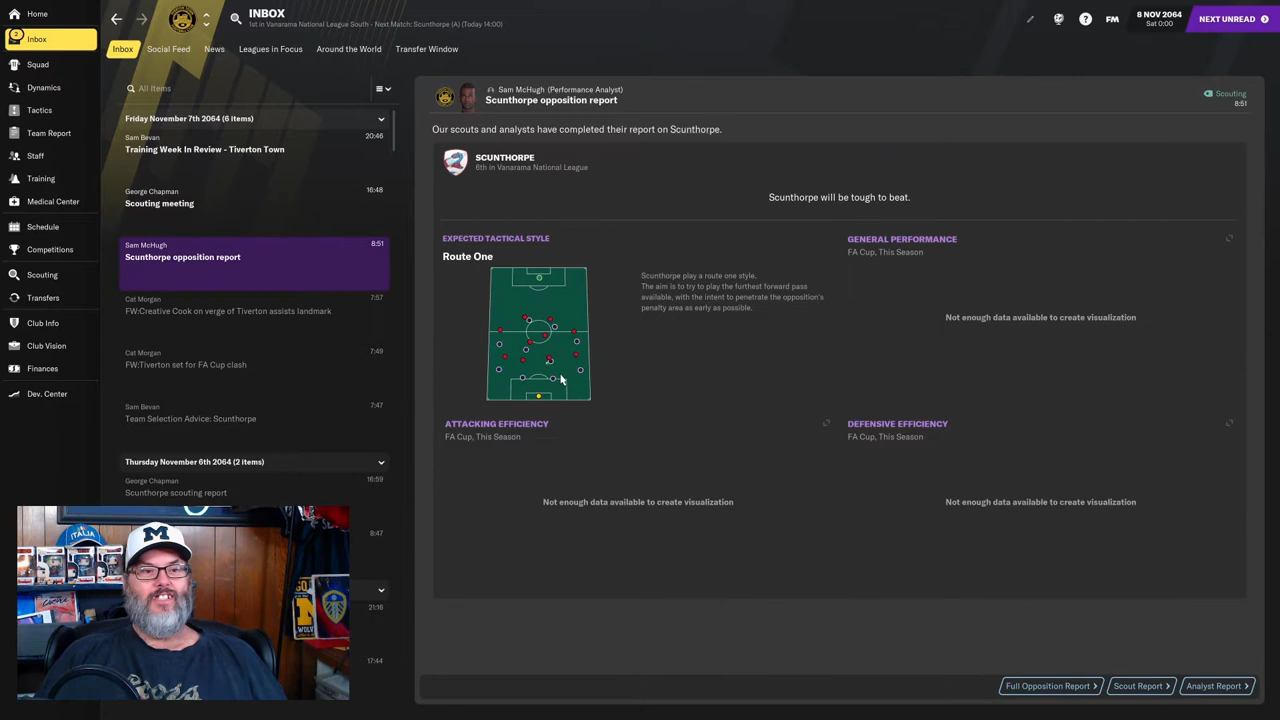 Home
INBOX
1st in Vanarama National League South - Next Match: Scunthorpe (A) (Today 14:00)
FM
8 NOV 2064
Sat 0:00
NEXT UNREAD
2
Inbox
Squad
Dynamics
Tactics
Team Report
Staff
Training
Medical Center
Schedule
Competitions
Scouting
Transfers
Club Info
Club Vision
Finances
Dev. Center
Inbox
Social Feed
News
Leagues in Focus
Around the World
Transfer Window
All Items
Friday November 7th 2064 (6 items)
Sam Bevan
20:46
Training Week In Review - Tiverton Town
George Chapman
16:48
Scouting meeting
Sam McHugh
8:51
Scunthorpe opposition report
Cat Morgan
7:57
FW:Creative Cook on verge of Tiverton assists landmark
Cat Morgan
7:49
FW:Tiverton set for FA Cup clash
Sam Bevan
7:47
Team Selection Advice: Scunthorpe
Thursday November 6th 2064 (2 items)
George Chapman
16:59
Scunthorpe scouting report
8:47
21:16
17:44
Sam McHugh (Performance Analyst)
Scunthorpe opposition report
Scouting
8:51
Our scouts and analysts have completed their report on Scunthorpe.
SCUNTHORPE
6th in Vanarama National League
Scunthorpe will be tough to beat.
EXPECTED TACTICAL STYLE
Route One
Scunthorpe play a route one style.
The aim is to try to play the furthest forward pass
available, with the intent to penetrate the opposition's
penalty area as early as possible.
GENERAL PERFORMANCE
FA Cup, This Season
Not enough data available to create visualization
ATTACKING EFFICIENCY
FA Cup, This Season
Not enough data available to create visualization
DEFENSIVE EFFICIENCY
FA Cup, This Season
Not enough data available to create visualization
Full Opposition Report
Scout Report
Analyst Report
ITALIA
M